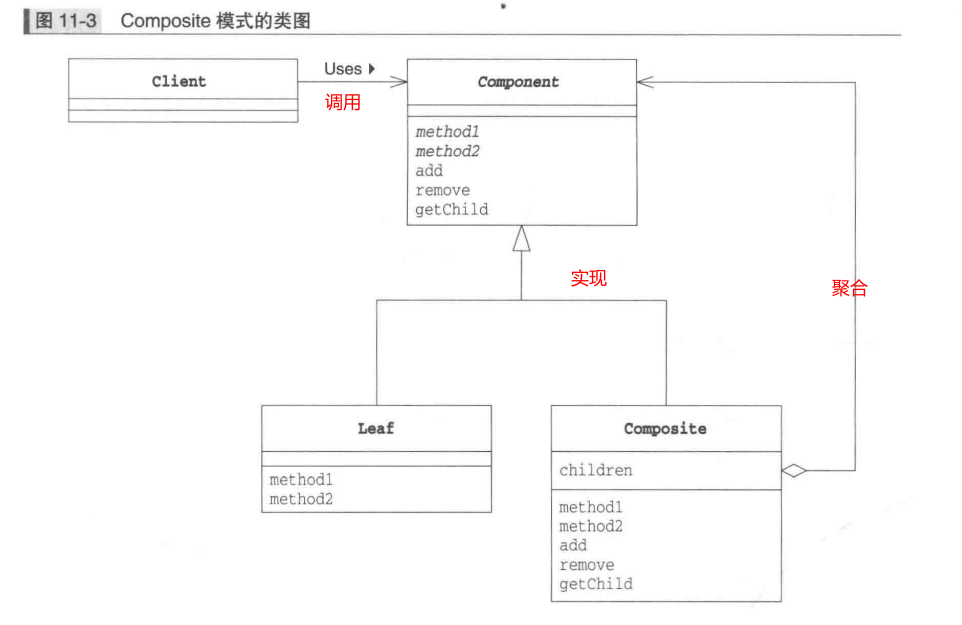 图 11-3 Composite 模式的类图
Client
Uses
调用
Component
method1
method2
add
remove
getChild
实现
聚合
Leaf
method1
method2
Composite
children
method1
method2
add
remove
getChild